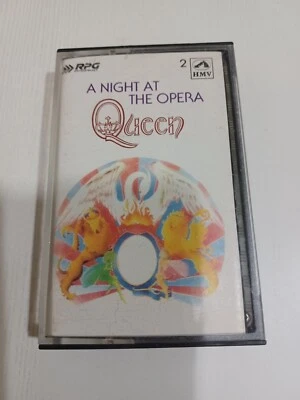 RPG
2
HMV
A NIGHT AT
THE OPERA
Queen